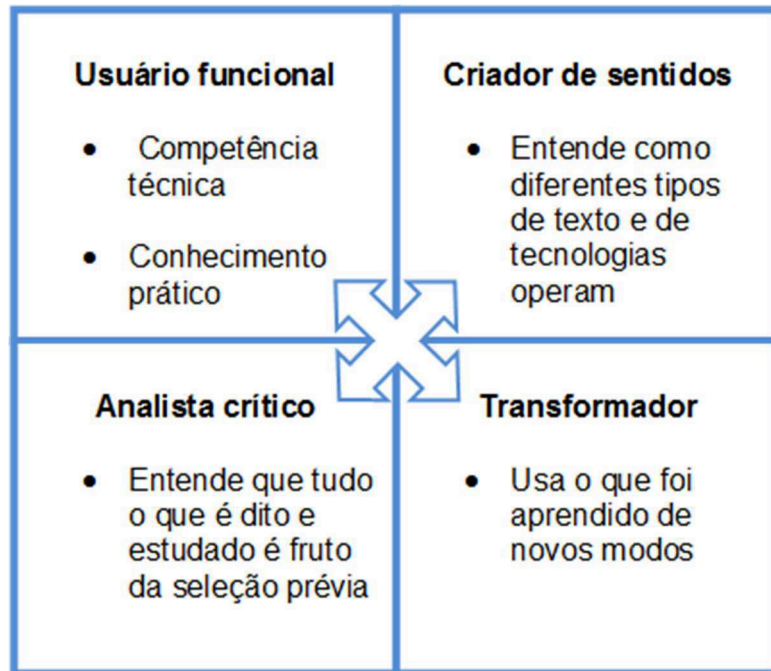 Usuário funcional
• Competência
técnica
• Conhecimento
prático
Criador de sentidos
• Entende como
diferentes tipos
de texto e de
tecnologias
operam
Analista crítico
• Entende que tudo
o que é dito e
estudado é fruto
da seleção prévia
Transformador
• Usa o que foi
aprendido de
novos modos